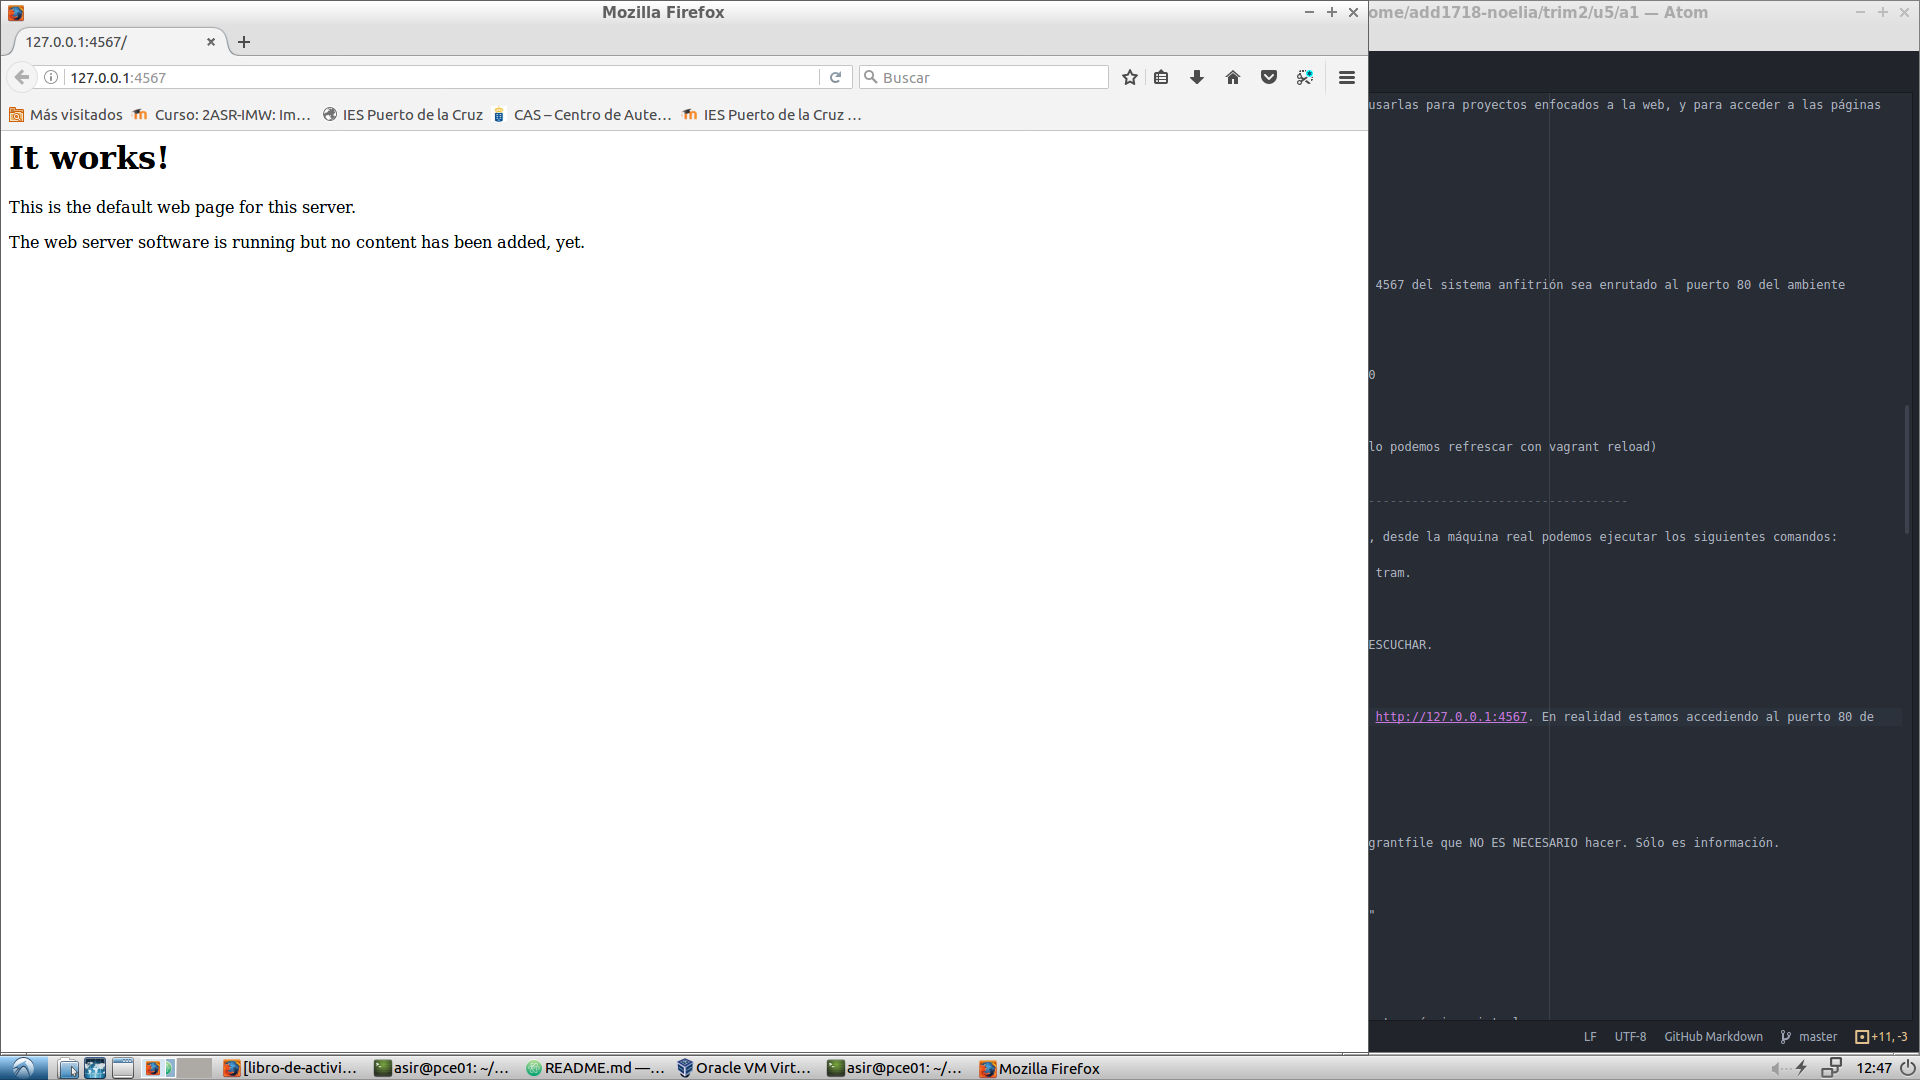 Mozilla Firefox
127.0.0.1:4567/
127.0.0.1:4567
Buscar
Más visitados
Curso: 2ASR-IMW: Im...
IES Puerto de la Cruz
CAS – Centro de Aute...
IES Puerto de la Cruz ...
It works!
This is the default web page for this server.
The web server software is running but no content has been added, yet.
ome/add1718-noelia/trim2/u5/a1 — Atom
usarlas para proyectos enfocados a la web, y para acceder a las páginas
4567 del sistema anfitrión sea enrutado al puerto 80 del ambiente
0
lo podemos refrescar con vagrant reload)
------------------------------------
, desde la máquina real podemos ejecutar los siguientes comandos:
tram.
ESCUCHAR.
http://127.0.0.1:4567. En realidad estamos accediendo al puerto 80 de
grantfile que NO ES NECESARIO hacer. Sólo es información.
"
LF
UTF-8
GitHub Markdown
master
+11, -3
[libro-de-activi...
asir@pce01: ~/...
README.md —...
Oracle VM Virt...
asir@pce01: ~/...
Mozilla Firefox
12:47